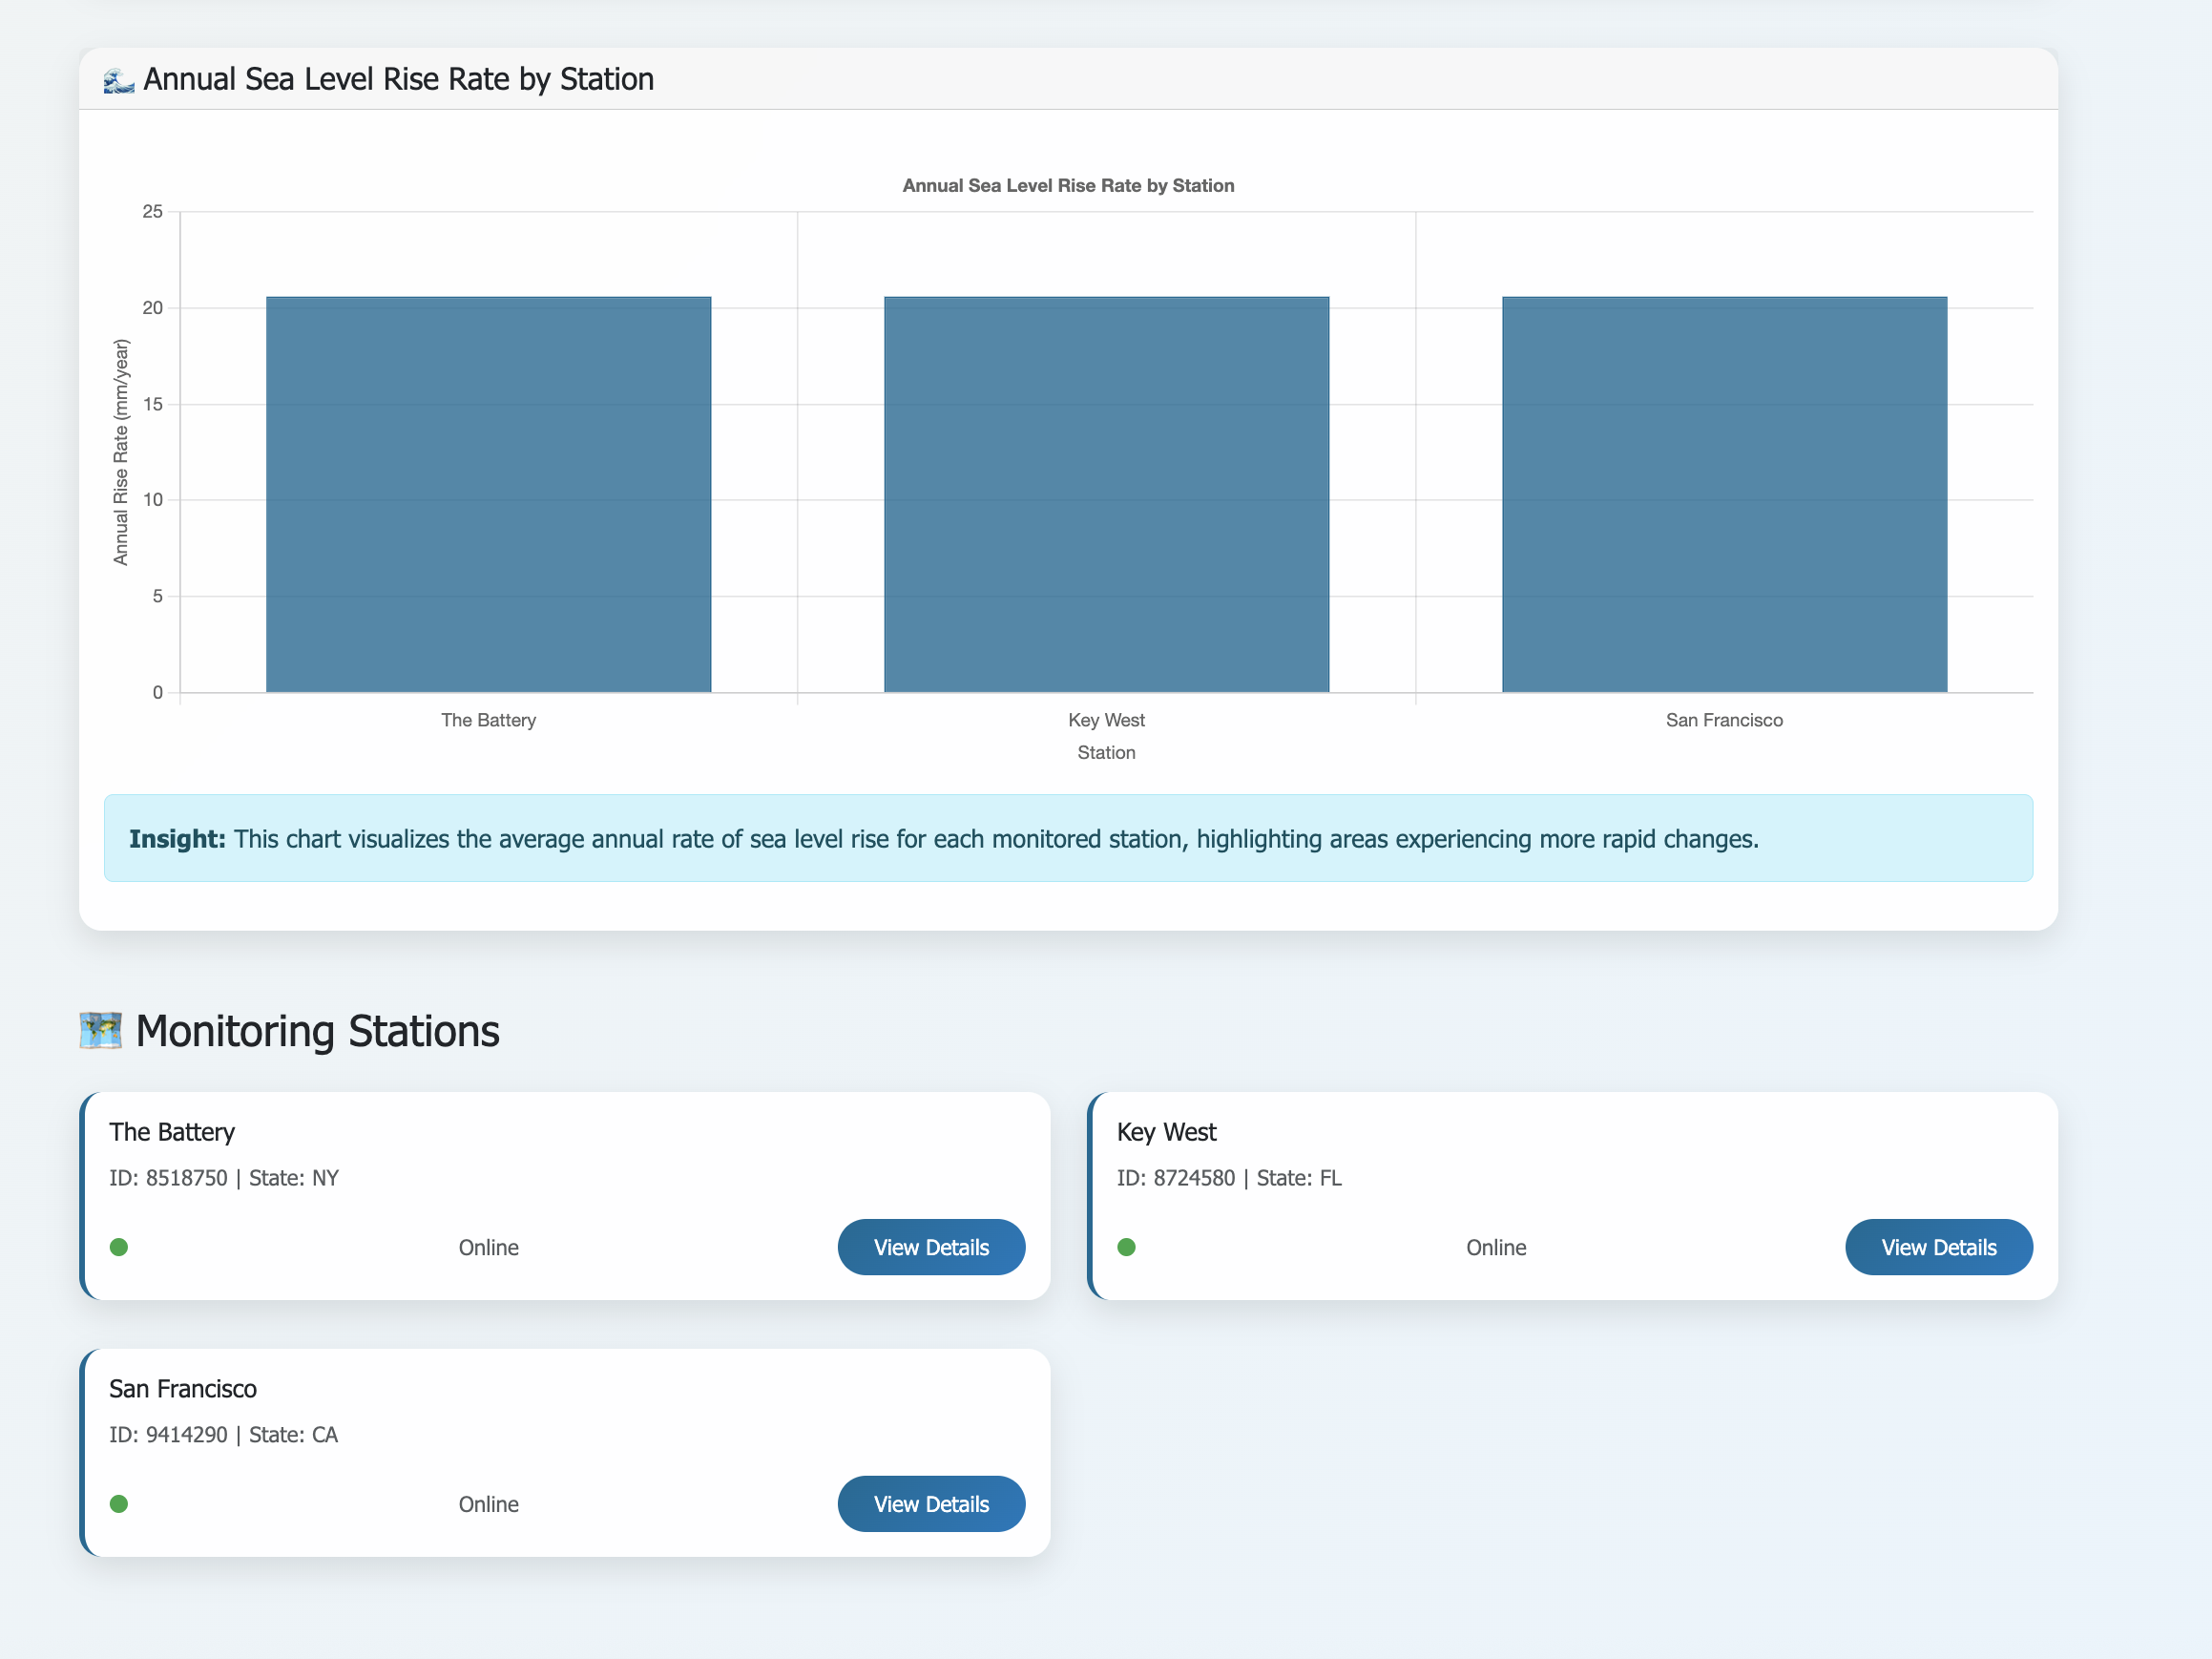 Annual Sea Level Rise Rate by Station
Annual Sea Level Rise Rate by Station
25
20
15
10
5
0
Annual Rise Rate (mm/year)
The Battery
Key West
San Francisco
Station
Insight: This chart visualizes the average annual rate of sea level rise for each monitored station, highlighting areas experiencing more rapid changes.
Monitoring Stations
The Battery
ID: 8518750 | State: NY
Online
View Details
Key West
ID: 8724580 | State: FL
Online
View Details
San Francisco
ID: 9414290 | State: CA
Online
View Details